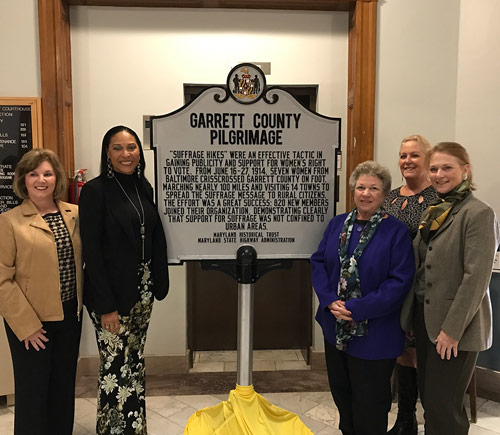 GARRETT COUNTY
PILGRIMAGE
"SUFFRAGE HIKES" WERE AN EFFECTIVE TACTIC IN
GAINING PUBLICITY AND SUPPORT FOR WOMEN'S RIGHT
TO VOTE. FROM JUNE 16-27, 1914, SEVEN WOMEN FROM
BALTIMORE CRISSCROSSED GARRETT COUNTY ON FOOT,
MARCHING NEARLY 100 MILES AND VISITING 14 TOWNS TO
SPREAD THE SUFFRAGE MESSAGE TO RURAL CITIZENS.
THE EFFORT WAS A GREAT SUCCESS: 820 NEW MEMBERS
JOINED THEIR ORGANIZATION, DEMONSTRATING CLEARLY
THAT SUPPORT FOR SUFFRAGE WAS NOT CONFINED TO
URBAN AREAS.
MARYLAND HISTORICAL TRUST
MARYLAND STATE HIGHWAY ADMINISTRATION